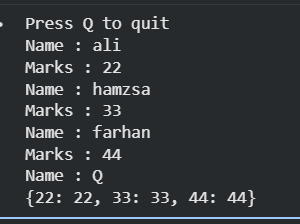 Press Q to quit
Name : ali
Marks : 22
Name : hamzsa
Marks : 33
Name : farhan
Marks : 44
Name : Q
{22: 22, 33: 33, 44: 44}